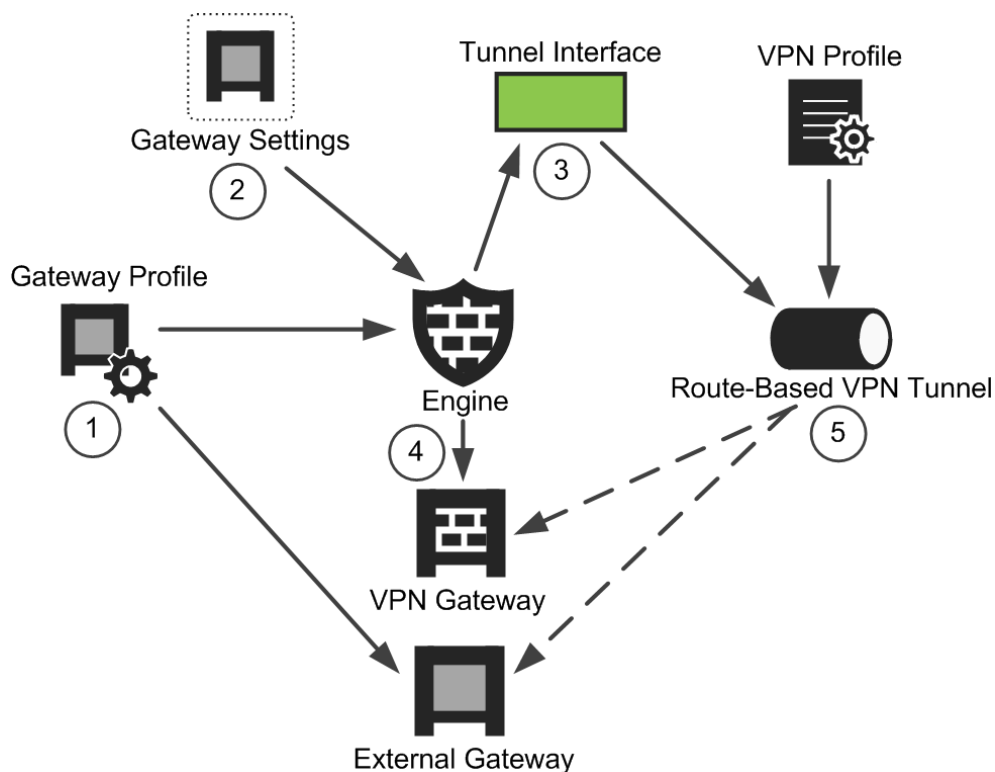 Tunnel Interface
VPN Profile
Gateway Settings
2
3
Gateway Profile
1
Engine
Route-Based VPN Tunnel
4
5
VPN Gateway
External Gateway